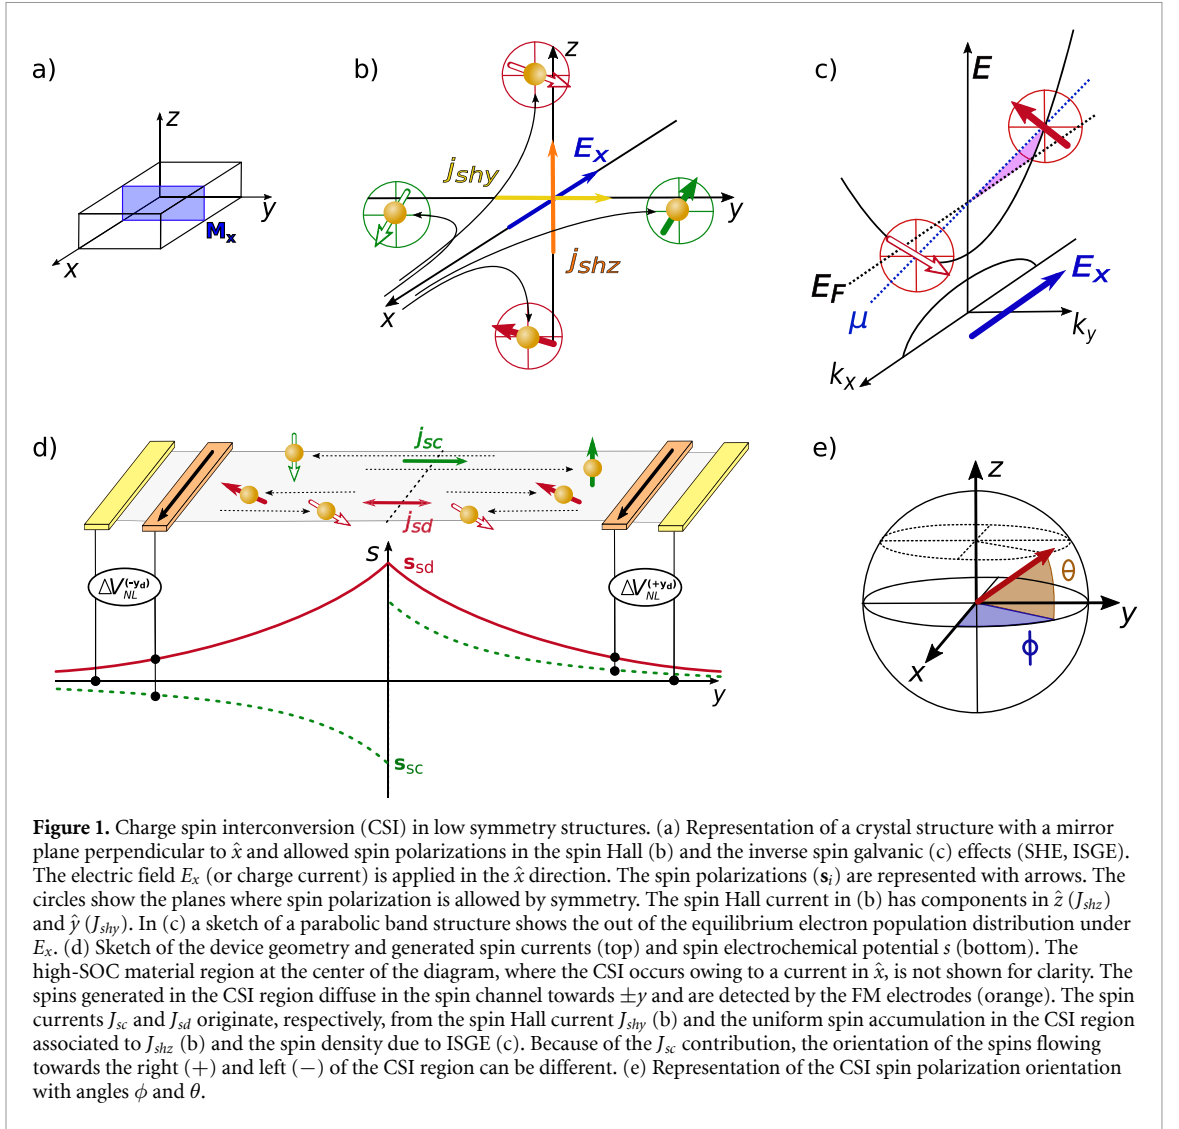 a)
z
y
x
Mx
b)
z
Ex
jshy
y
jshz
x
c)
E
EF
μ
Ex
ky
kx
d)
jsc
jsd
s
ssd
ΔVNL(-yd)
ΔVNL(+yd)
y
ssc
e)
z
θ
y
x
ϕ
Figure 1. Charge spin interconversion (CSI) in low symmetry structures. (a) Representation of a crystal structure with a mirror
plane perpendicular to x̂ and allowed spin polarizations in the spin Hall (b) and the inverse spin galvanic (c) effects (SHE, ISGE).
The electric field Ex (or charge current) is applied in the x̂ direction. The spin polarizations (si) are represented with arrows. The
circles show the planes where spin polarization is allowed by symmetry. The spin Hall current in (b) has components in ẑ (Jshz)
and ŷ (Jshy). In (c) a sketch of a parabolic band structure shows the out of the equilibrium electron population distribution under
Ex. (d) Sketch of the device geometry and generated spin currents (top) and spin electrochemical potential s (bottom). The
high-SOC material region at the center of the diagram, where the CSI occurs owing to a current in x̂, is not shown for clarity. The
spins generated in the CSI region diffuse in the spin channel towards ±y and are detected by the FM electrodes (orange). The spin
currents Jsc and Jsd originate, respectively, from the spin Hall current Jshy (b) and the uniform spin accumulation in the CSI region
associated to Jshz (b) and the spin density due to ISGE (c). Because of the Jsc contribution, the orientation of the spins flowing
towards the right (+) and left (−) of the CSI region can be different. (e) Representation of the CSI spin polarization orientation
with angles ϕ and θ.